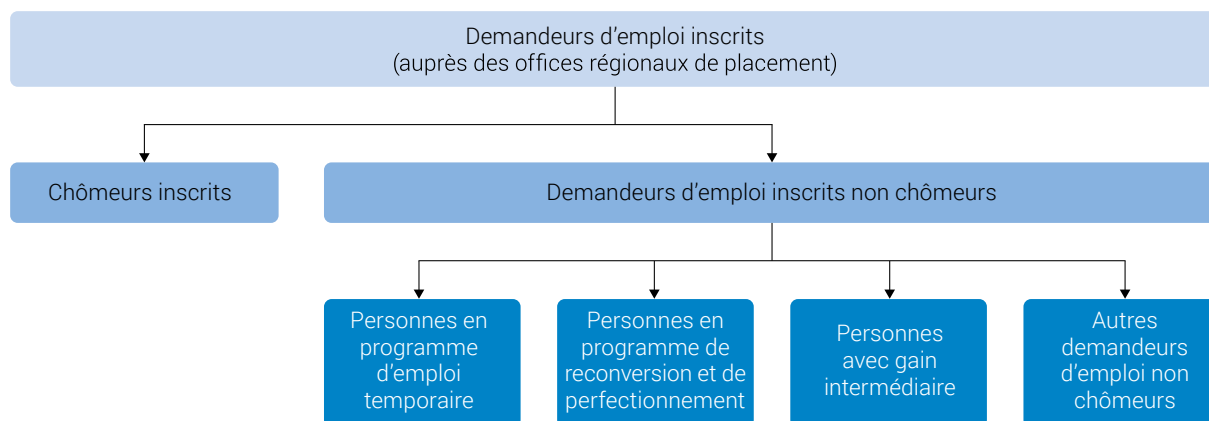 Demandeurs d’emploi inscrits
(auprès des offices régionaux de placement)
Chômeurs inscrits
Demandeurs d’emploi inscrits non chômeurs
Personnes en
programme
d’emploi
temporaire
Personnes en
programme de
reconversion et de
perfectionnement
Personnes
avec gain
intermédiaire
Autres
demandeurs
d’emploi non
chômeurs